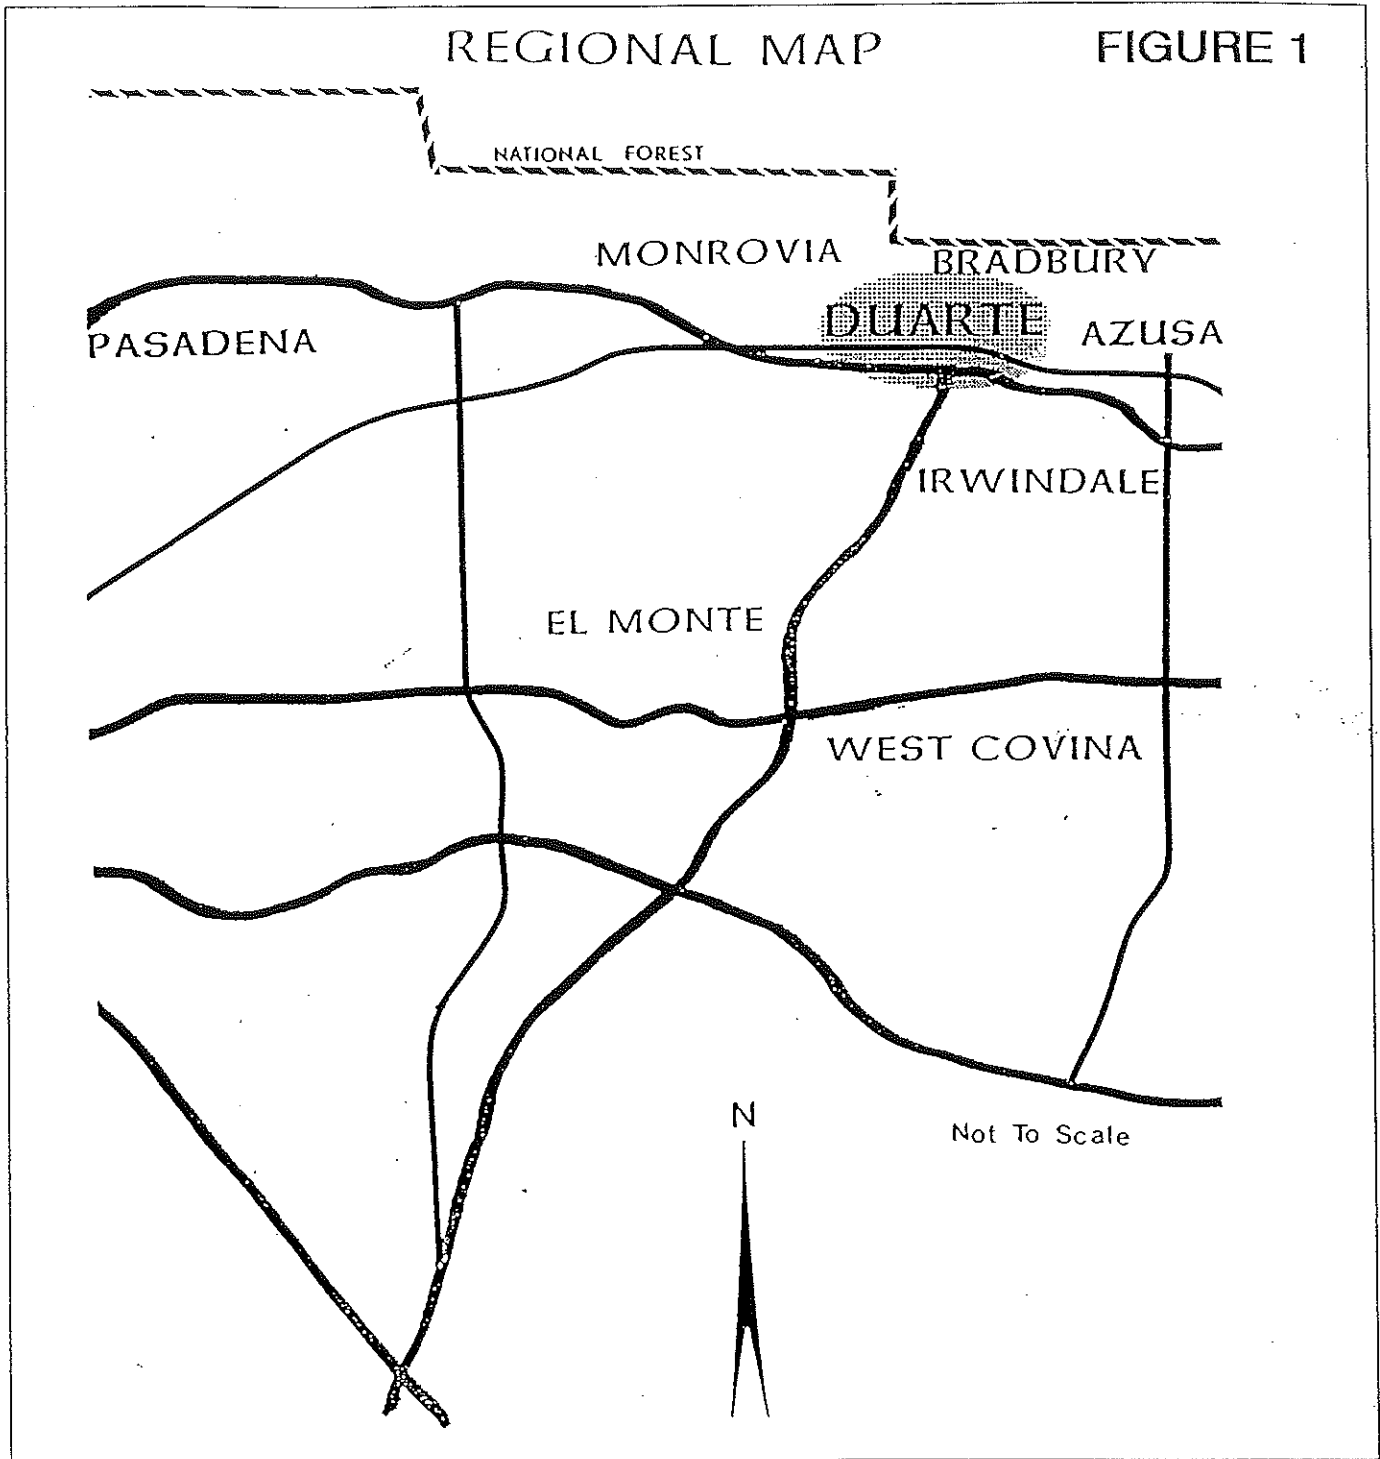 REGIONAL MAP
FIGURE 1
NATIONAL FOREST
MONROVIA
BRADBURY
DUARTE
AZUSA
PASADENA
IRWINDALE
EL MONTE
WEST COVINA
N
Not To Scale